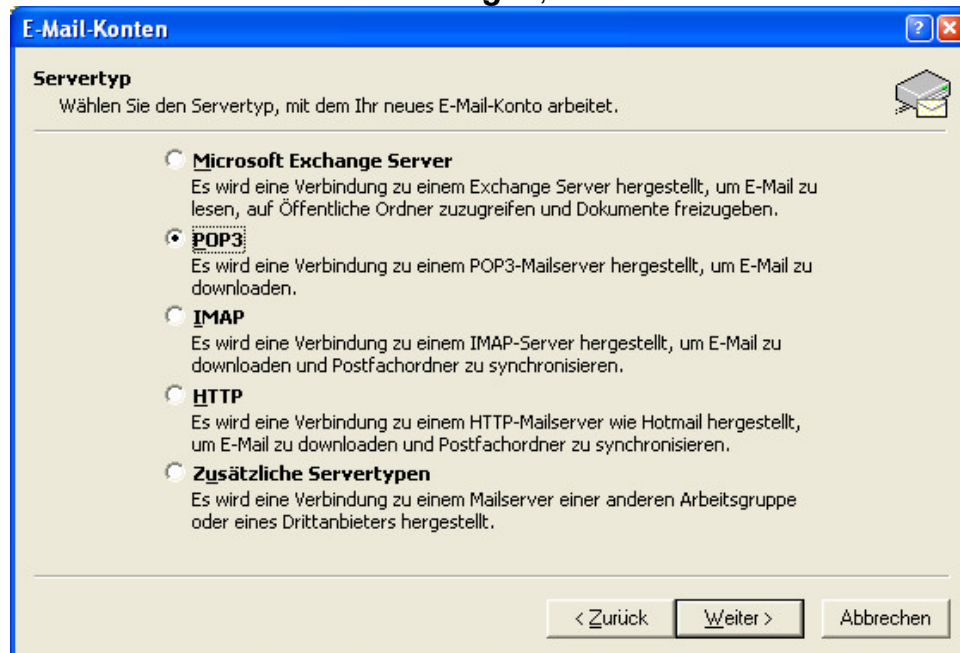 E-Mail-Konten
Servertyp
Wählen Sie den Servertyp, mit dem Ihr neues E-Mail-Konto arbeitet.
Microsoft Exchange Server
Es wird eine Verbindung zu einem Exchange Server hergestellt, um E-Mail zu
lesen, auf Öffentliche Ordner zuzugreifen und Dokumente freizugeben.
POP3
Es wird eine Verbindung zu einem POP3-Mailserver hergestellt, um E-Mail zu
downloaden.
IMAP
Es wird eine Verbindung zu einem IMAP-Server hergestellt, um E-Mail zu
downloaden und Postfachordner zu synchronisieren.
HTTP
Es wird eine Verbindung zu einem HTTP-Mailserver wie Hotmail hergestellt,
um E-Mail zu downloaden und Postfachordner zu synchronisieren.
Zusätzliche Servertypen
Es wird eine Verbindung zu einem Mailserver einer anderen Arbeitsgruppe
oder eines Drittanbieters hergestellt.
< Zurück Weiter > Abbrechen